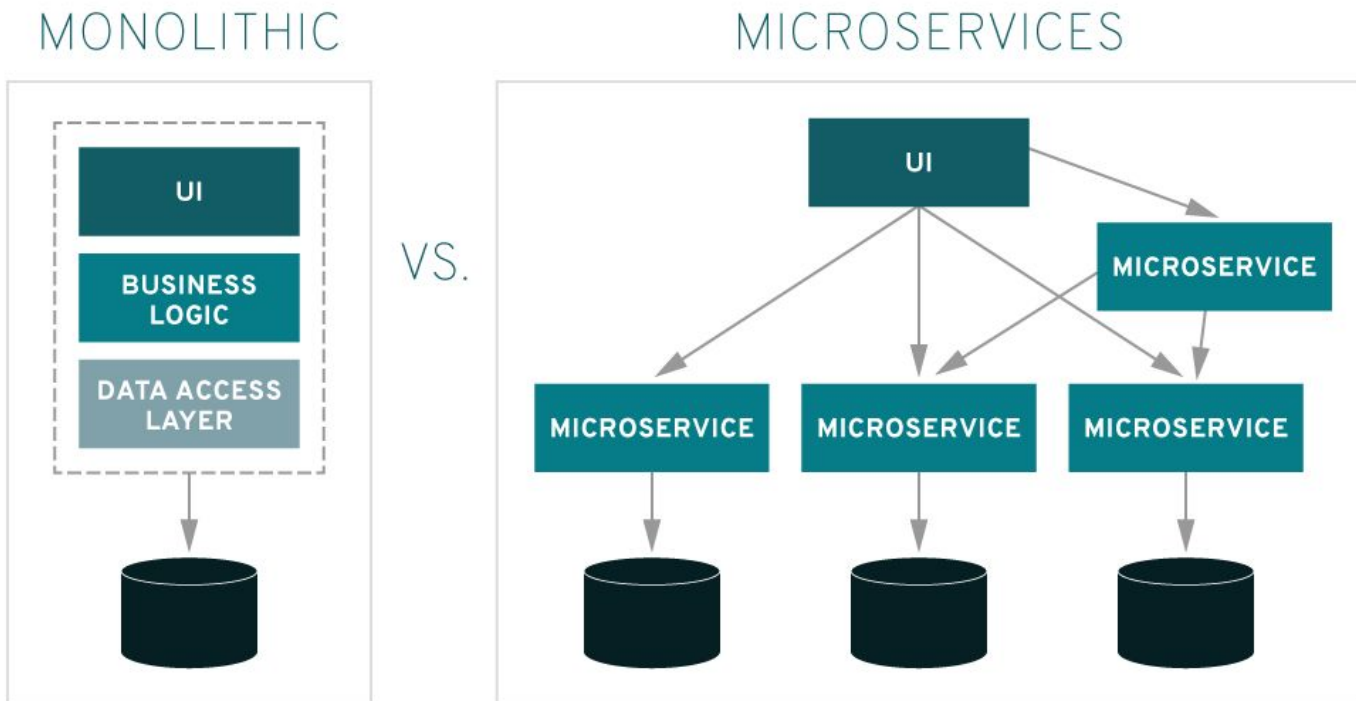 MONOLITHIC
UI
BUSINESS
LOGIC
DATA ACCESS
LAYER
VS.
MICROSERVICES
UI
MICROSERVICE
MICROSERVICE
MICROSERVICE
MICROSERVICE